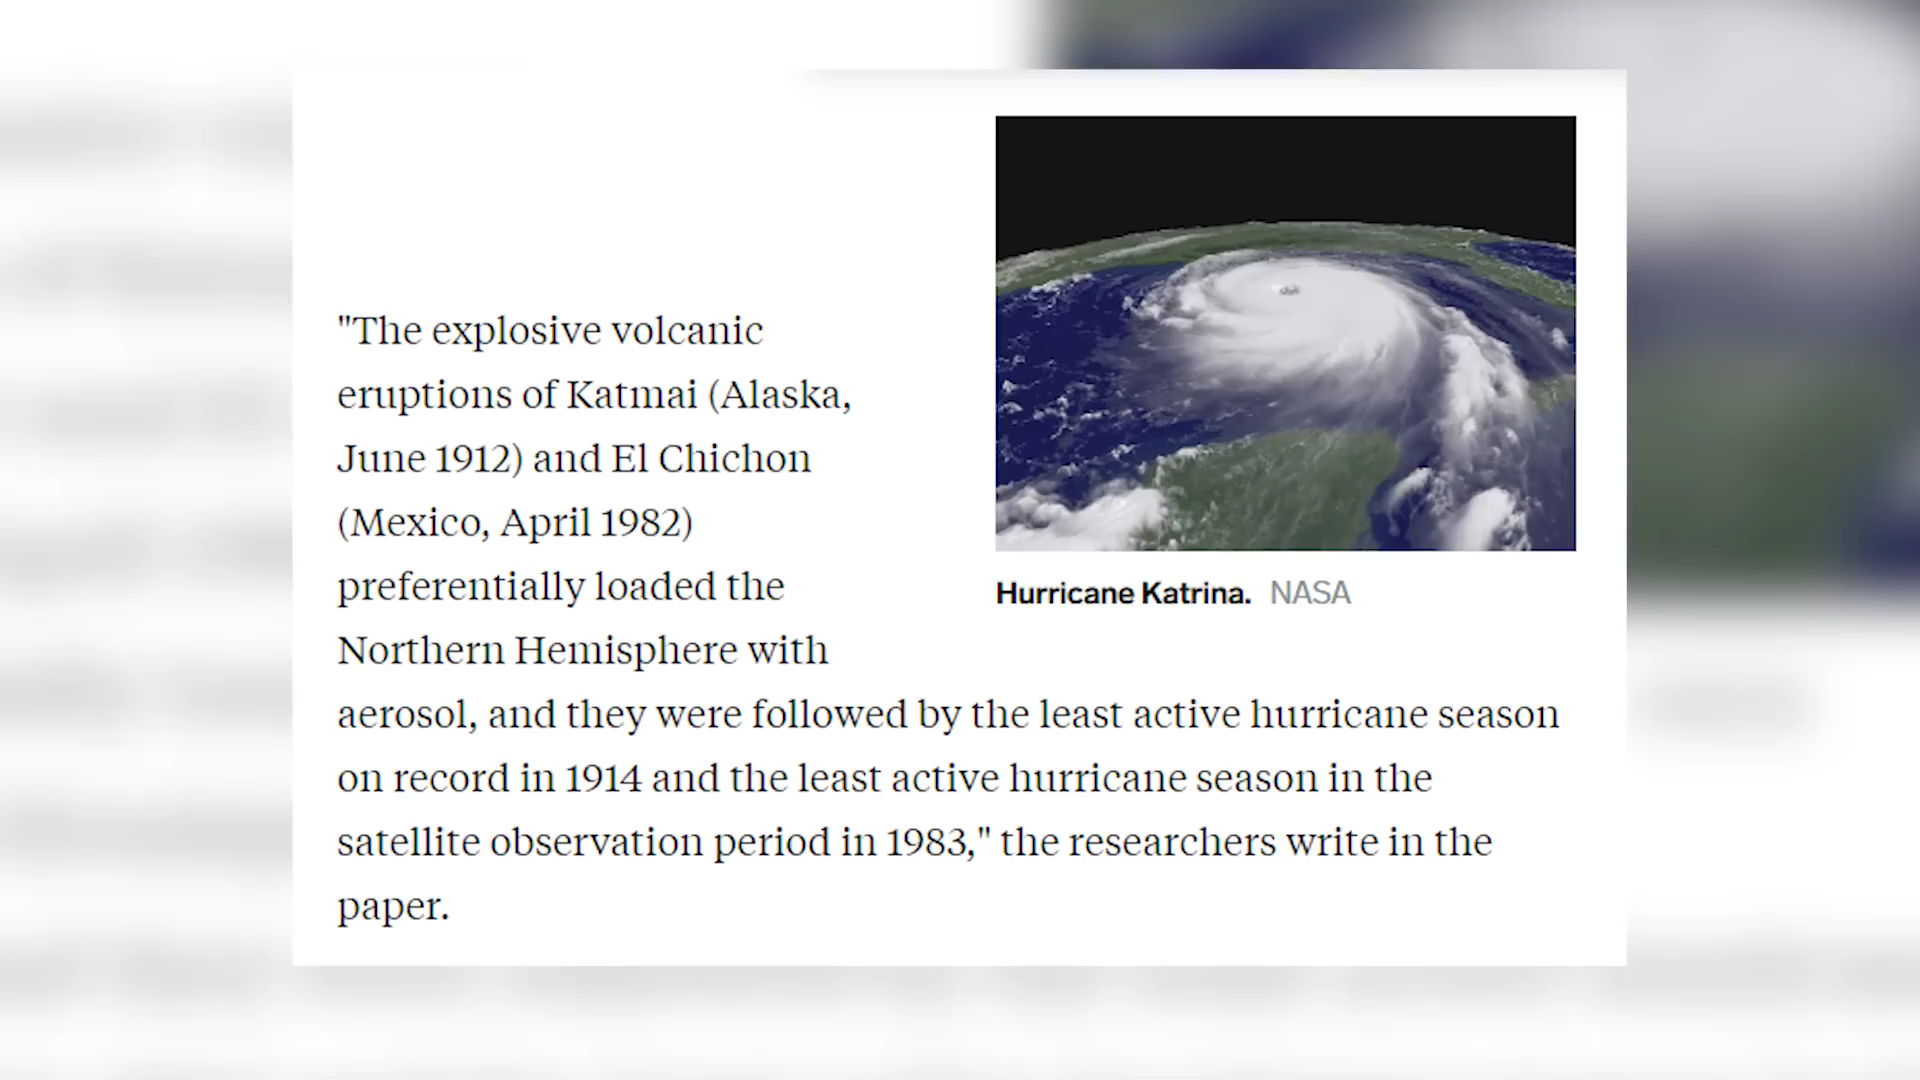 "The explosive volcanic
eruptions of Katmai (Alaska,
June 1912) and El Chichon
(Mexico, April 1982)
preferentially loaded the
Northern Hemisphere with
aerosol, and they were followed by the least active hurricane season
on record in 1914 and the least active hurricane season in the
satellite observation period in 1983," the researchers write in the
paper.
Hurricane Katrina. NASA